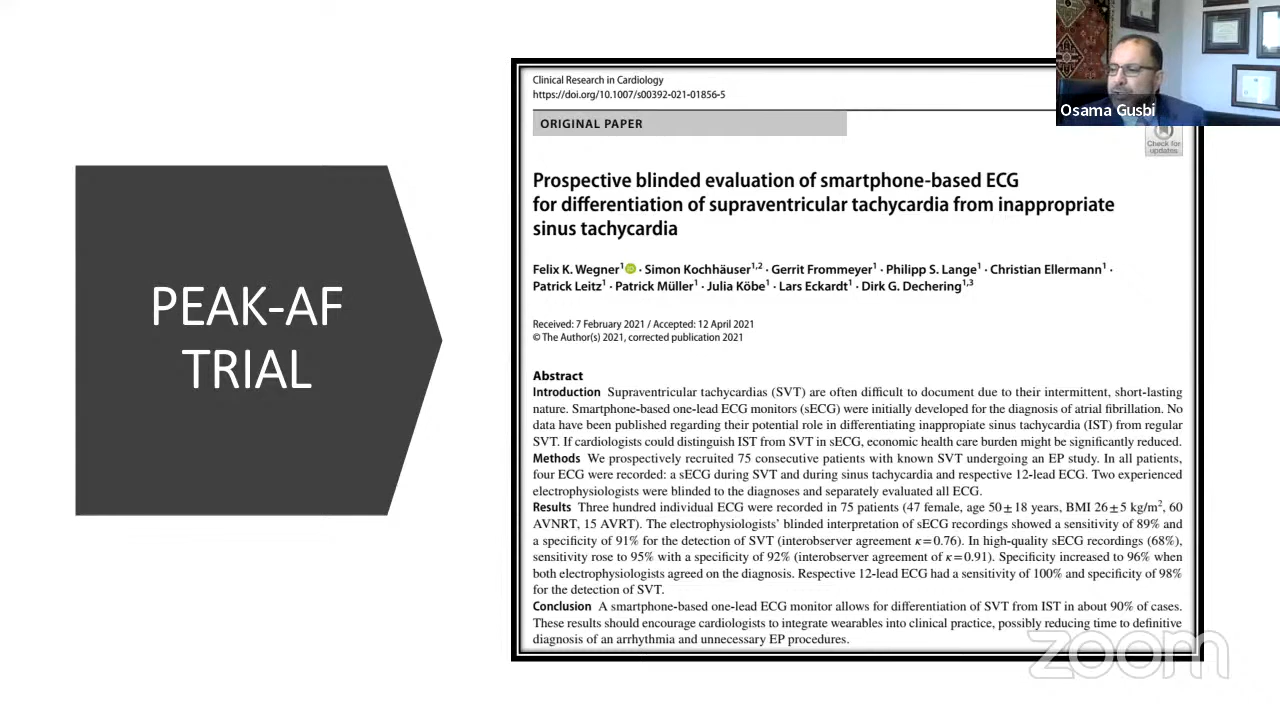 Osama Gusbi
PEAK-AF
TRIAL
Clinical Research in Cardiology
https://doi.org/10.1007/s00392-021-01856-5
ORIGINAL PAPER
Check for
updates
Prospective blinded evaluation of smartphone-based ECG
for differentiation of supraventricular tachycardia from inappropriate
sinus tachycardia
Felix K. Wegner1 · Simon Kochhäuser1,2 · Gerrit Frommeyer1 · Philipp S. Lange1 · Christian Ellermann1 ·
Patrick Leitz1 · Patrick Müller1 · Julia Köbe1 · Lars Eckardt1 · Dirk G. Dechering1,3
Received: 7 February 2021 / Accepted: 12 April 2021
© The Author(s) 2021, corrected publication 2021
Abstract
Introduction Supraventricular tachycardias (SVT) are often difficult to document due to their intermittent, short-lasting
nature. Smartphone-based one-lead ECG monitors (sECG) were initially developed for the diagnosis of atrial fibrillation. No
data have been published regarding their potential role in differentiating inappropiate sinus tachycardia (IST) from regular
SVT. If cardiologists could distinguish IST from SVT in sECG, economic health care burden might be significantly reduced.
Methods We prospectively recruited 75 consecutive patients with known SVT undergoing an EP study. In all patients,
four ECG were recorded: a sECG during SVT and during sinus tachycardia and respective 12-lead ECG. Two experienced
electrophysiologists were blinded to the diagnoses and separately evaluated all ECG.
Results Three hundred individual ECG were recorded in 75 patients (47 female, age 50 ± 18 years, BMI 26 ± 5 kg/m2, 60
AVNRT, 15 AVRT). The electrophysiologists' blinded interpretation of sECG recordings showed a sensitivity of 89% and
a specificity of 91% for the detection of SVT (interobserver agreement κ = 0.76). In high-quality sECG recordings (68%),
sensitivity rose to 95% with a specificity of 92% (interobserver agreement of κ = 0.91). Specificity increased to 96% when
both electrophysiologists agreed on the diagnosis. Respective 12-lead ECG had a sensitivity of 100% and specificity of 98%
for the detection of SVT.
Conclusion A smartphone-based one-lead ECG monitor allows for differentiation of SVT from IST in about 90% of cases.
These results should encourage cardiologists to integrate wearables into clinical practice, possibly reducing time to definitive
diagnosis of an arrhythmia and unnecessary EP procedures.
zoom